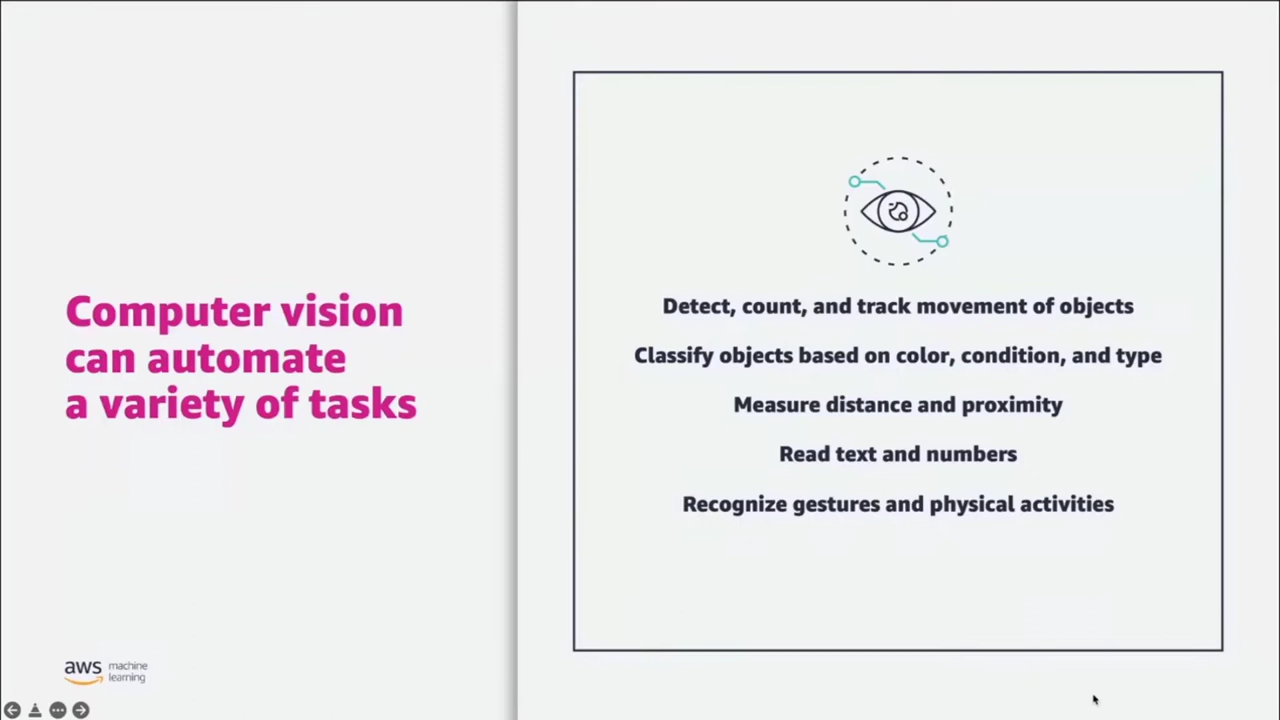 Computer vision
can automate
a variety of tasks
Detect, count, and track movement of objects
Classify objects based on color, condition, and type
Measure distance and proximity
Read text and numbers
Recognize gestures and physical activities
aws machine
learning